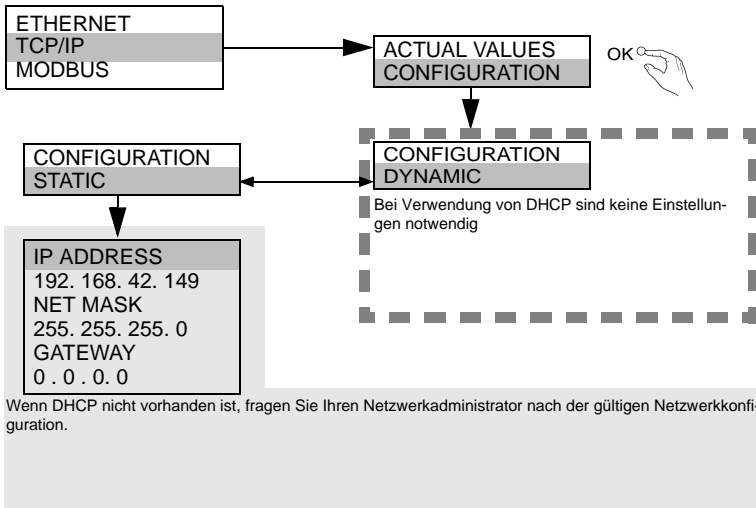 ETHERNET
TCP/IP
MODBUS
ACTUAL VALUES
CONFIGURATION
OK
CONFIGURATION
STATIC
CONFIGURATION
DYNAMIC
Bei Verwendung von DHCP sind keine Einstellun-
gen notwendig
IP ADDRESS
192. 168. 42. 149
NET MASK
255. 255. 255. 0
GATEWAY
0 . 0 . 0. 0
Wenn DHCP nicht vorhanden ist, fragen Sie Ihren Netzwerkadministrator nach der gültigen Netzwerkkonfi-
guration.